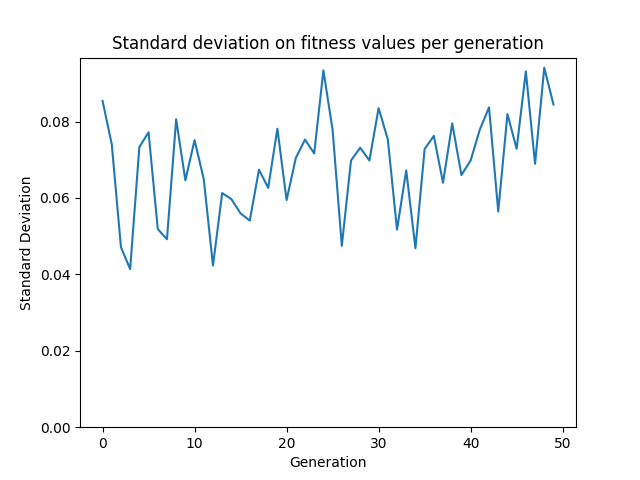 Standard deviation on fitness values per generation
Standard Deviation
0.08
0.06
0.04
0.02
0.00
0 10 20 30 40 50
Generation